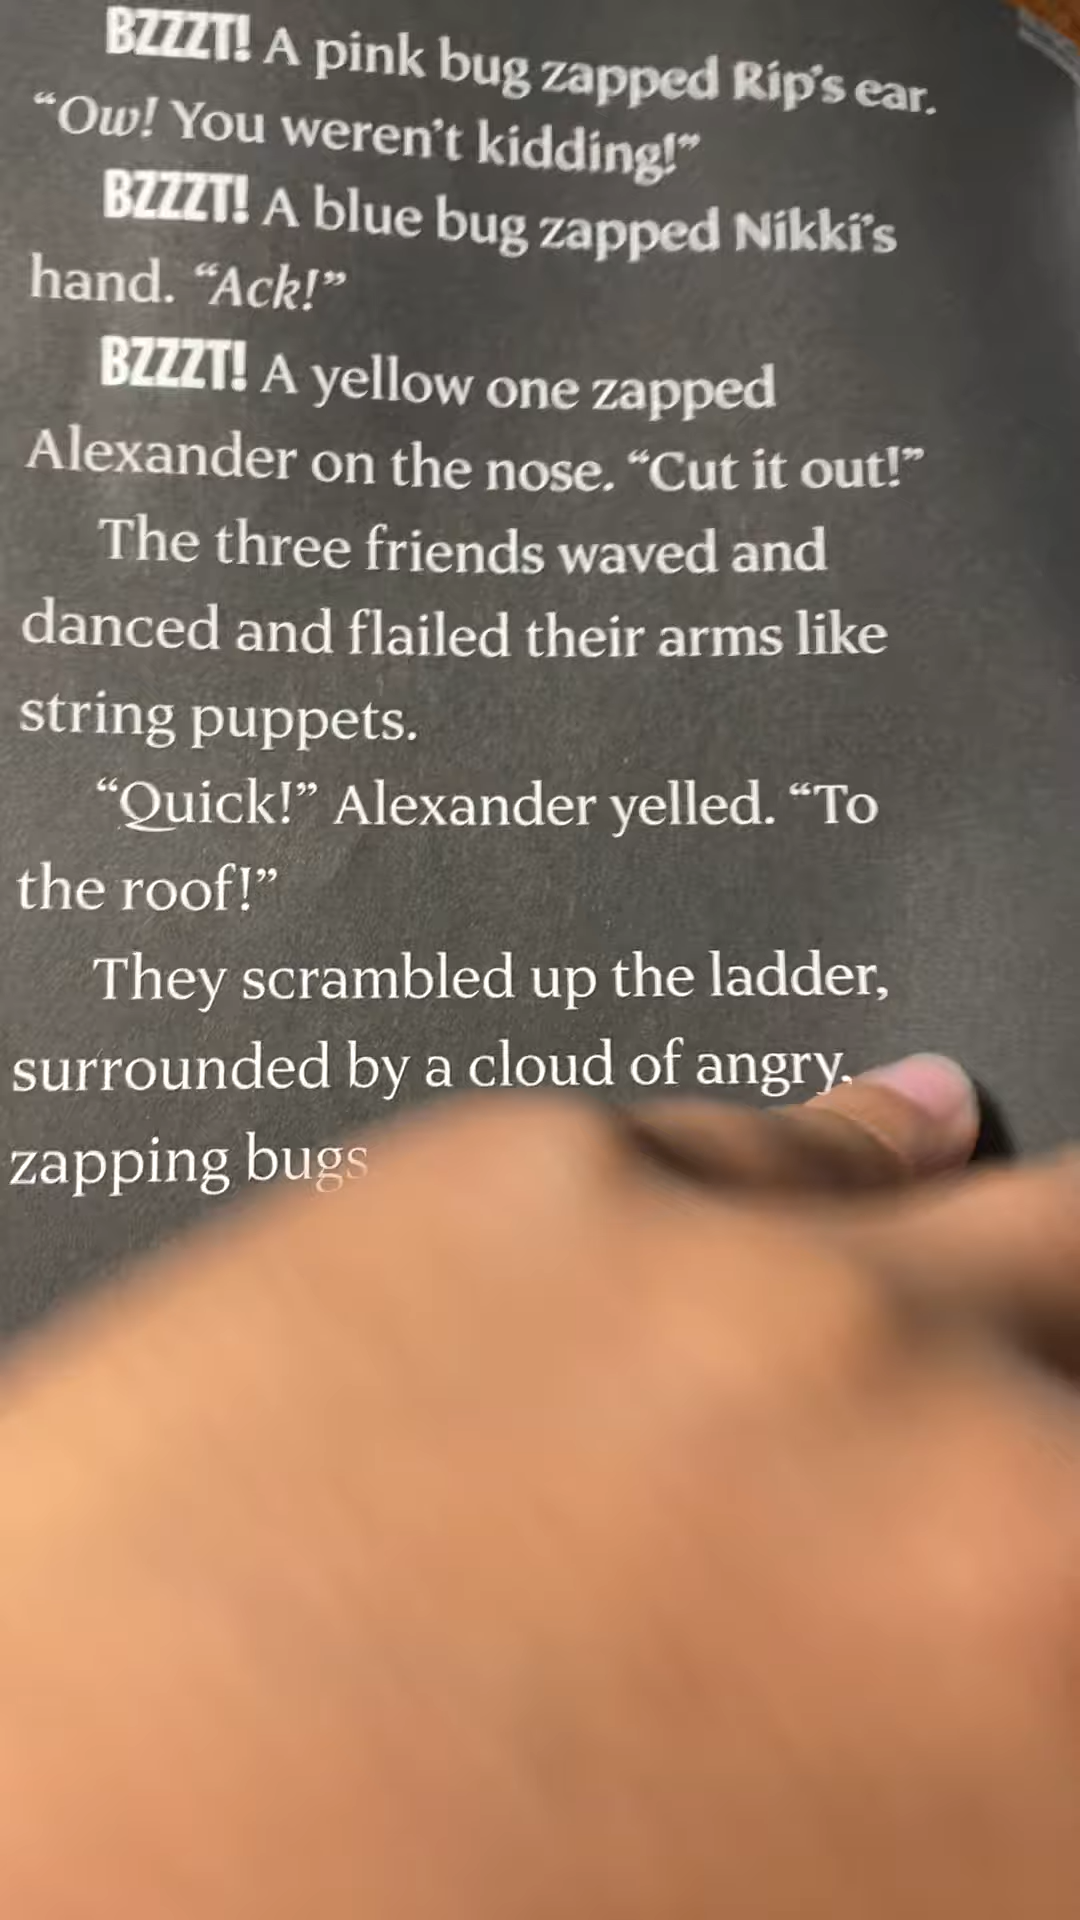 BZZZT! A pink bug zapped Rip’s ear.
“Ow! You weren’t kidding!”
BZZZT! A blue bug zapped Nikki’s
hand. “Ack!”
BZZZT! A yellow one zapped
Alexander on the nose. “Cut it out!”
The three friends waved and
danced and flailed their arms like
string puppets.
“Quick!” Alexander yelled. “To
the roof!”
They scrambled up the ladder,
surrounded by a cloud of angry,
zapping bugs